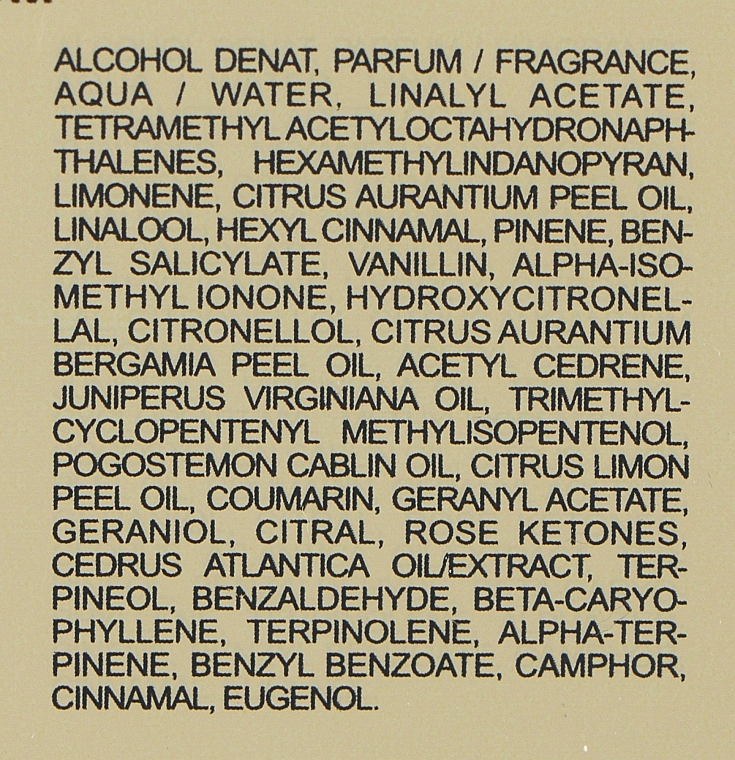 ALCOHOL DENAT, PARFUM / FRAGRANCE,
AQUA / WATER, LINALYL ACETATE,
TETRAMETHYL ACETYLOCTAHYDRONAPH-
THALENES, HEXAMETHYLINDANOPYRAN,
LIMONENE, CITRUS AURANTIUM PEEL OIL,
LINALOOL, HEXYL CINNAMAL, PINENE, BEN-
ZYL SALICYLATE, VANILLIN, ALPHA-ISO-
METHYL IONONE, HYDROXYCITRONEL-
LAL, CITRONELLOL, CITRUS AURANTIUM
BERGAMIA PEEL OIL, ACETYL CEDRENE,
JUNIPERUS VIRGINIANA OIL, TRIMETHYL-
CYCLOPENTENYL METHYLISOPENTENOL,
POGOSTEMON CABLIN OIL, CITRUS LIMON
PEEL OIL, COUMARIN, GERANYL ACETATE,
GERANIOL, CITRAL, ROSE KETONES,
CEDRUS ATLANTICA OIL/EXTRACT, TER-
PINEOL, BENZALDEHYDE, BETA-CARYO-
PHYLLENE, TERPINOLENE, ALPHA-TER-
PINENE, BENZYL BENZOATE, CAMPHOR,
CINNAMAL, EUGENOL.